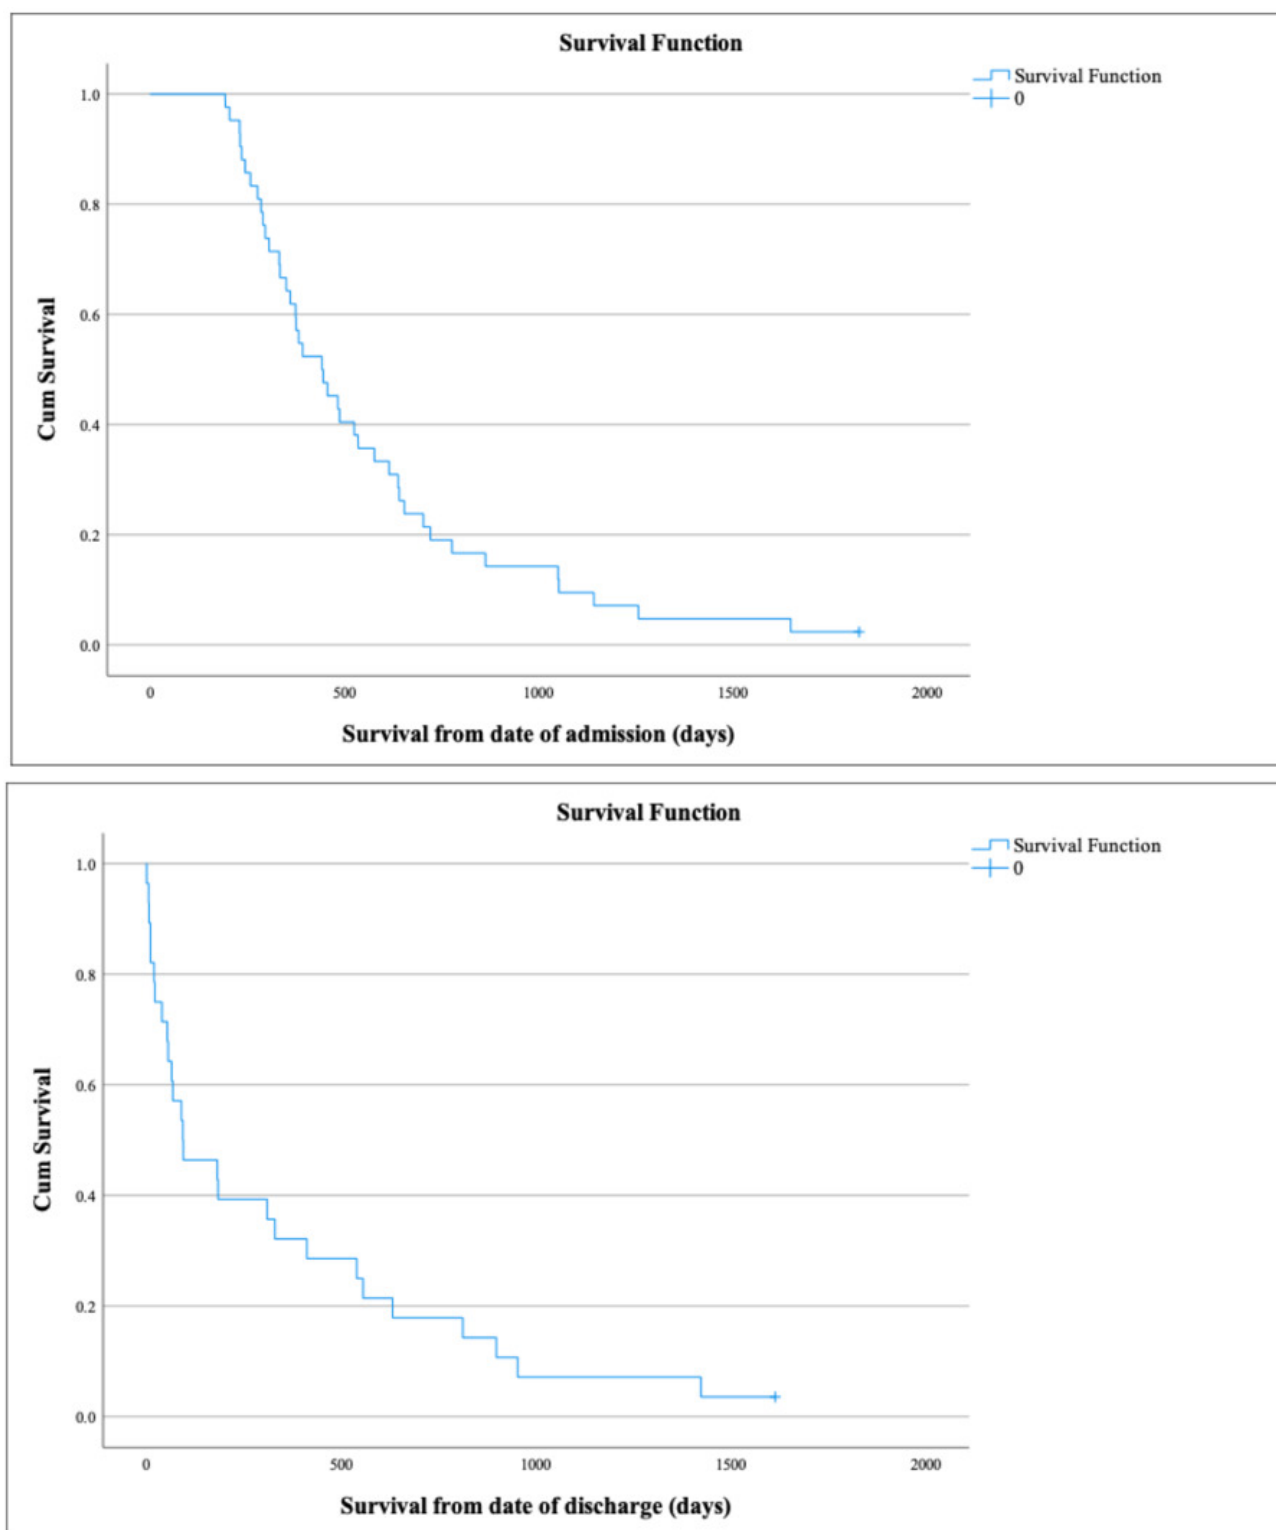 Survival Function
Survival Function
0
1.0
0.8
0.6
0.4
0.2
0.0
Cum Survival
0 500 1000 1500 2000
Survival from date of admission (days)
Survival Function
Survival Function
0
1.0
0.8
0.6
0.4
0.2
0.0
Cum Survival
0 500 1000 1500 2000
Survival from date of discharge (days)